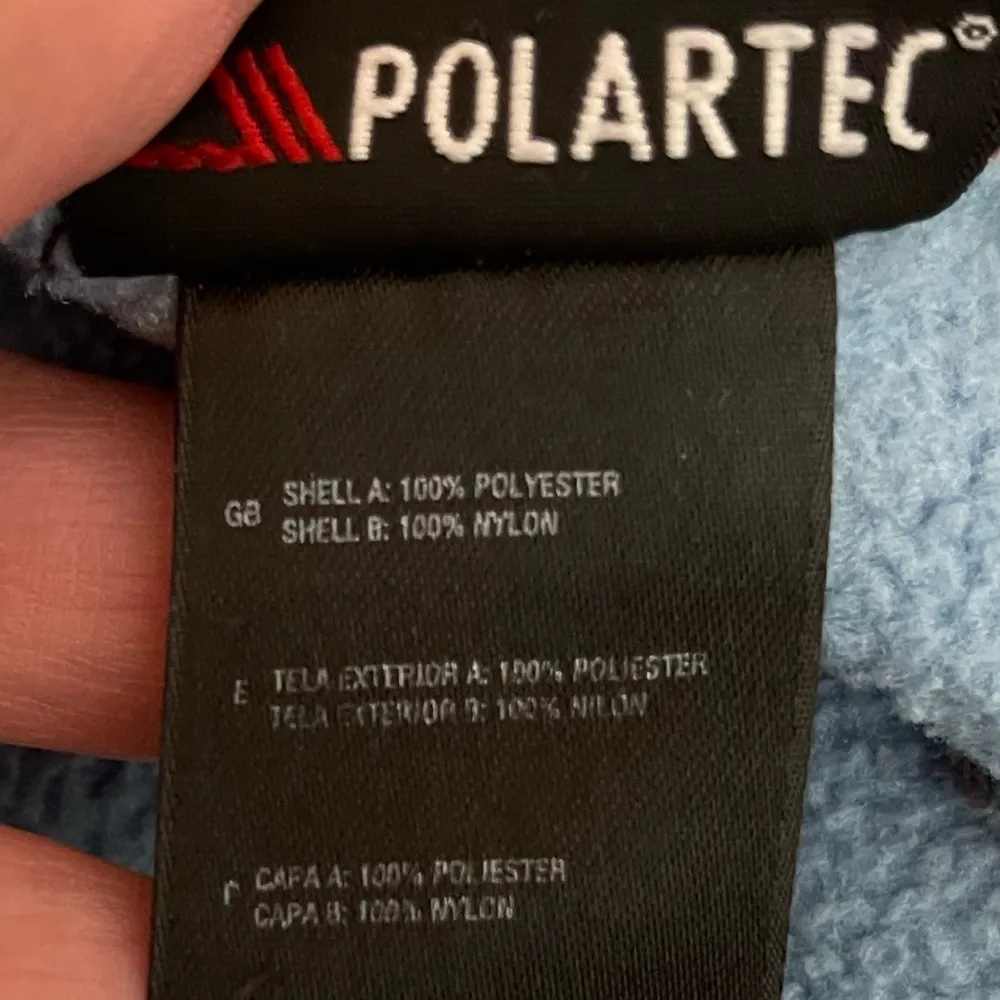 POLARTEC®
GB SHELL A: 100% POLYESTER
SHELL B: 100% NYLON
E TELA EXTERIOR A: 100% POLIESTER
TELA EXTERIOR B: 100% NILON
CAPA A: 100% POLIESTER
CAPA B: 100% NYLON